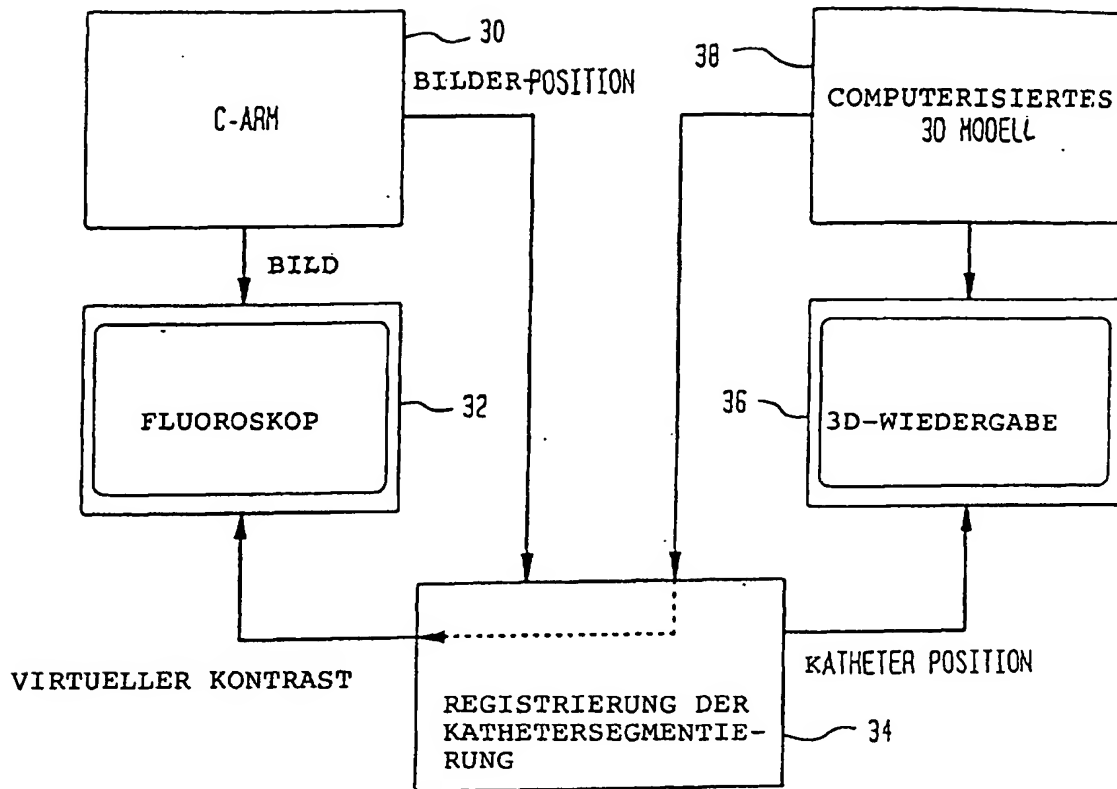 30
BILDER-POSITION
C-ARM
38
COMPUTERISIERTES
3D MODELL
BILD
FLUOROSKOP
32
36
3D-WIEDERGABE
VIRTUELLER KONTRAST
KATHETER POSITION
REGISTRIERUNG DER
KATHETERSEGMENTIE-
RUNG
34